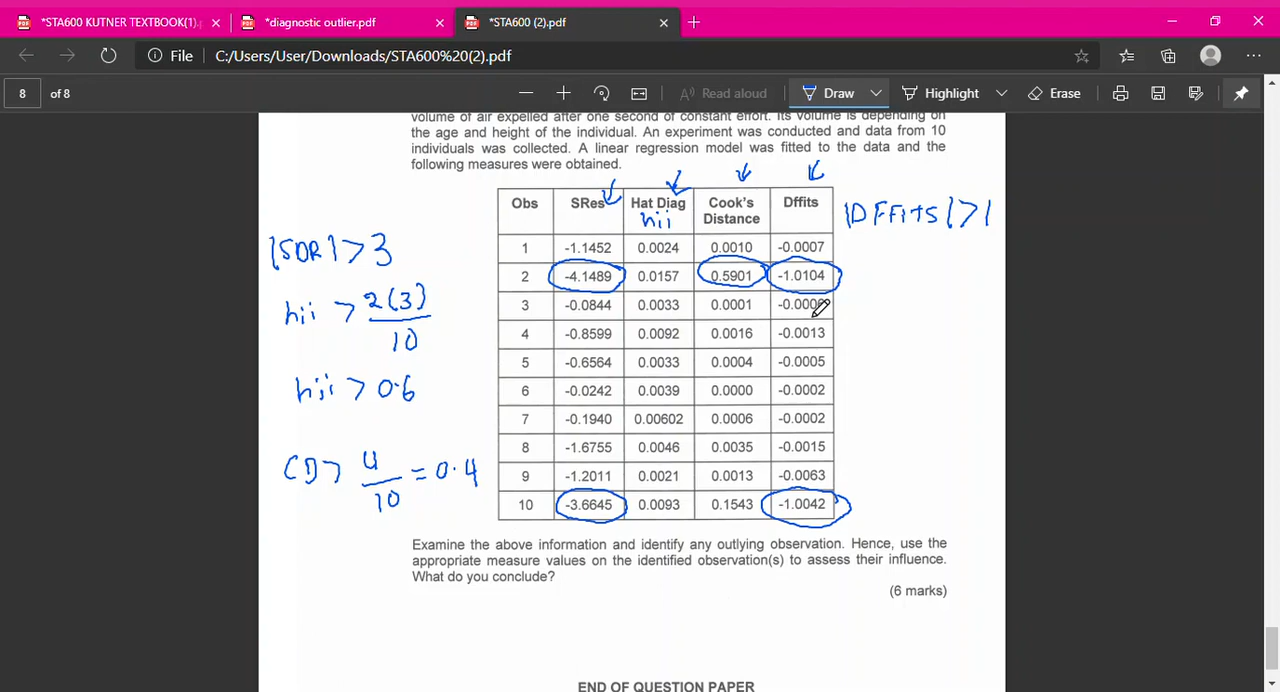 *STA600 KUTNER TEXTBOOK(1).p
*diagnostic outlier.pdf
*STA600 (2).pdf
File C:/Users/User/Downloads/STA600%20(2).pdf
8 of 8
Read aloud
Draw
Highlight
Erase
volume of air expelled after one second of constant effort. Its volume is depending on
the age and height of the individual. An experiment was conducted and data from 10
individuals was collected. A linear regression model was fitted to the data and the
following measures were obtained.
Obs SRes Hat Diag Cook's Distance Dffits
hii
|DFFITS|>1
1 -1.1452 0.0024 0.0010 -0.0007
2 -4.1489 0.0157 0.5901 -1.0104
3 -0.0844 0.0033 0.0001
4 -0.8599 0.0092 0.0016 -0.0013
5 -0.6564 0.0033 0.0004 -0.0005
6 -0.0242 0.0039 0.0000 -0.0002
7 -0.1940 0.00602 0.0006 -0.0002
8 -1.6755 0.0046 0.0035 -0.0015
9 -1.2011 0.0021 0.0013 -0.0063
10 -3.6645 0.0093 0.1543 -1.0042
|SDR| > 3
hii > 2(3)/10
hii > 0.6
CD > 4/10 = 0.4
Examine the above information and identify any outlying observation. Hence, use the
appropriate measure values on the identified observation(s) to assess their influence.
What do you conclude?
(6 marks)
END OF QUESTION PAPER